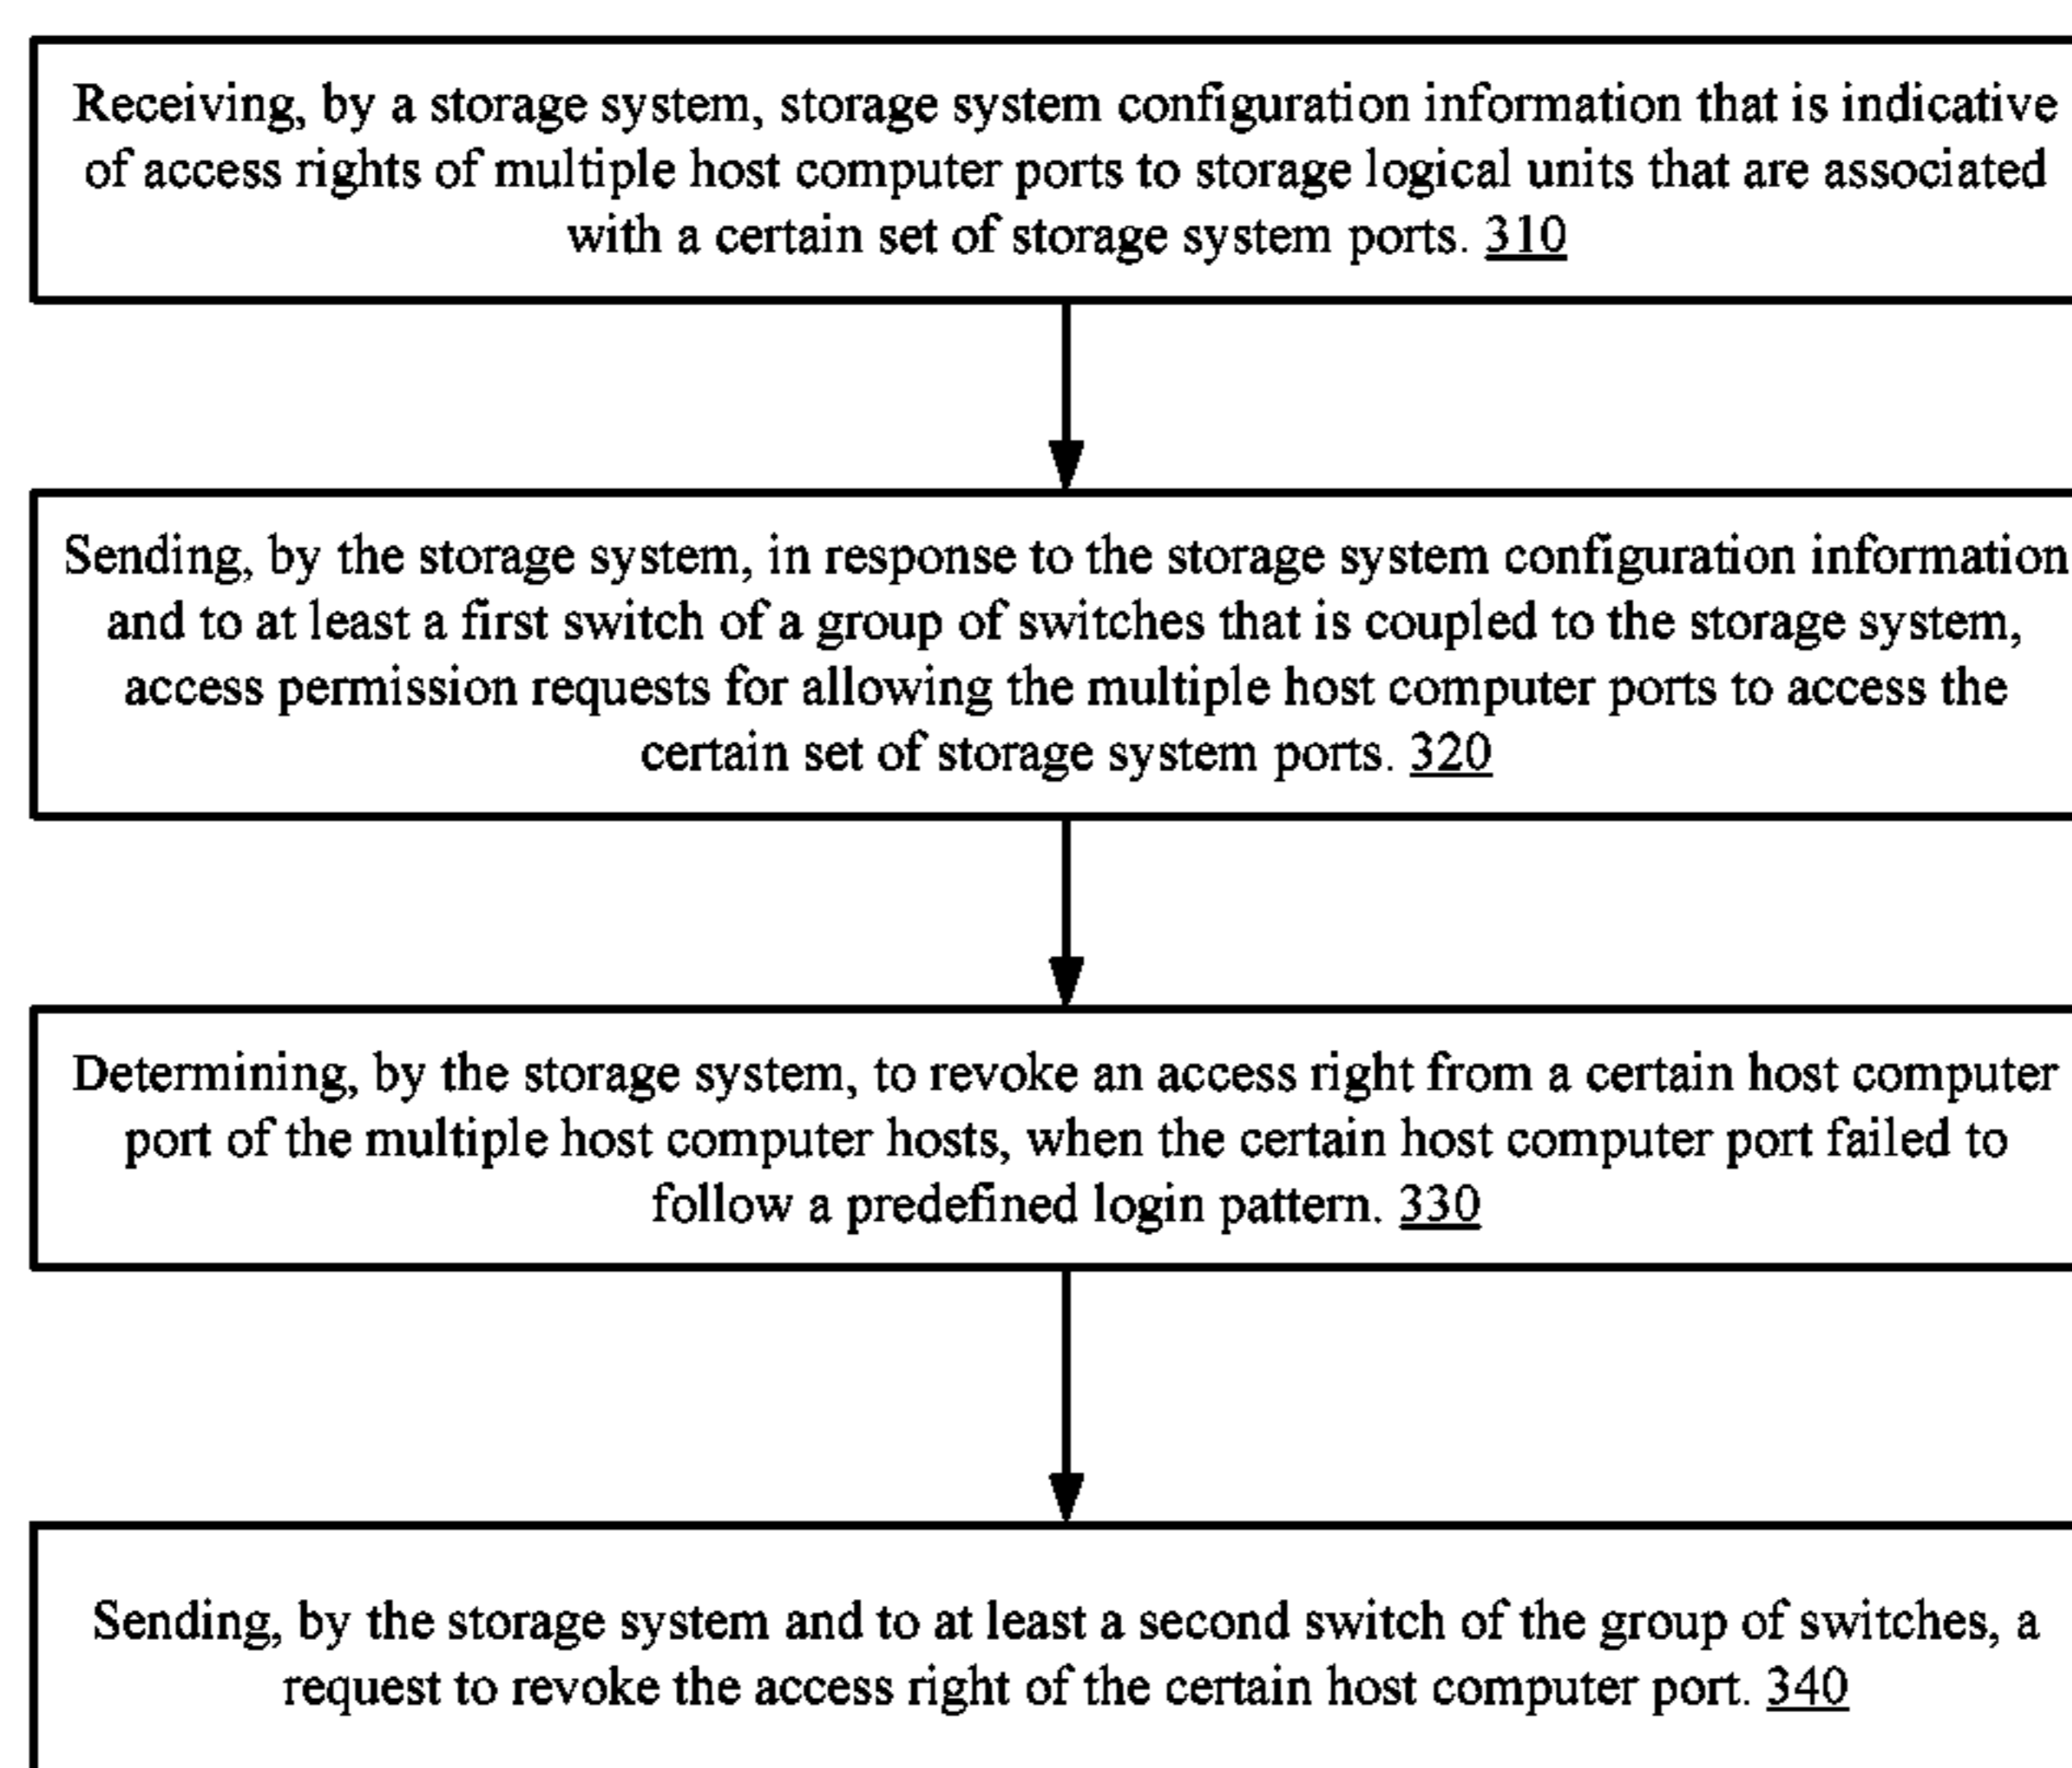 Receiving, by a storage system, storage system configuration information that is indicative
of access rights of multiple host computer ports to storage logical units that are associated
with a certain set of storage system ports. 310
Sending, by the storage system, in response to the storage system configuration information
and to at least a first switch of a group of switches that is coupled to the storage system,
access permission requests for allowing the multiple host computer ports to access the
certain set of storage system ports. 320
Determining, by the storage system, to revoke an access right from a certain host computer
port of the multiple host computer hosts, when the certain host computer port failed to
follow a predefined login pattern. 330
Sending, by the storage system and to at least a second switch of the group of switches, a
request to revoke the access right of the certain host computer port. 340